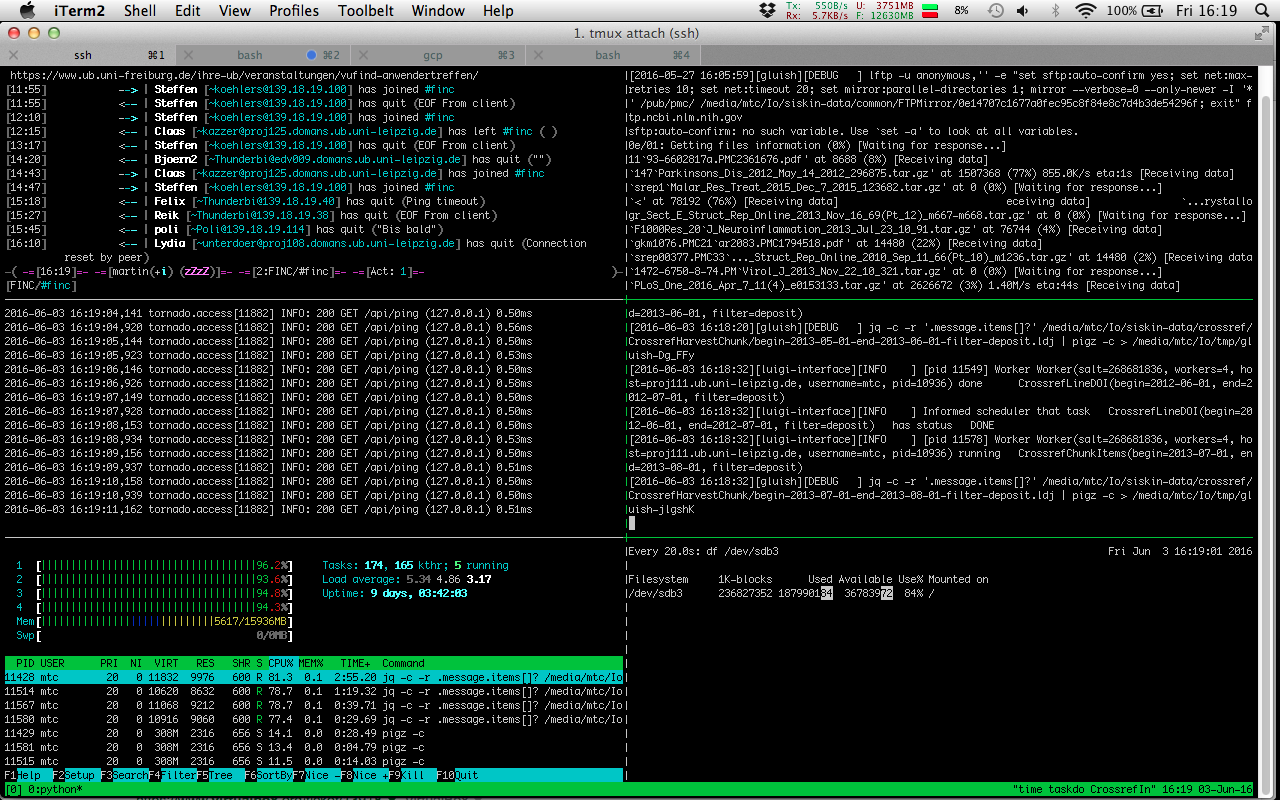 iTerm2 Shell Edit View Profiles Toolbelt Window Help Tx: 550B/s U: 3751MB Rx: 5.7KB/s F: 12630MB 8% 100% Fri 16:19
1. tmux attach (ssh)
ssh ⌘1 bash ⌘2 gcp ⌘3 bash ⌘4
https://www.ub.uni-freiburg.de/ihre-ub/veranstaltungen/vufind-anwendertreffen/
[11:55] --> | Steffen [~koehlers@139.18.19.100] has joined #finc
[11:55] <-- | Steffen [~koehlers@139.18.19.100] has quit (EOF From client)
[12:10] --> | Steffen [~koehlers@139.18.19.100] has joined #finc
[12:15] <-- | Claas [~kazzer@proj125.domans.ub.uni-leipzig.de] has left #finc ( )
[13:17] <-- | Steffen [~koehlers@139.18.19.100] has quit (EOF From client)
[14:20] <-- | Bjoern2 [~Thunderbi@edv009.domans.ub.uni-leipzig.de] has quit ("")
[14:43] --> | Claas [~kazzer@proj125.domans.ub.uni-leipzig.de] has joined #finc
[14:47] --> | Steffen [~koehlers@139.18.19.100] has joined #finc
[15:18] <-- | Felix [~Thunderbi@139.18.19.40] has quit (Ping timeout)
[15:27] <-- | Reik [~Thunderbi@139.18.19.38] has quit (EOF From client)
[15:45] <-- | poli [~Poli@139.18.19.114] has quit ("Bis bald")
[16:10] <-- | Lydia [~unterdoer@proj108.domans.ub.uni-leipzig.de] has quit (Connection
reset by peer)
-( -=[16:19]=- -=[martin(+i) (zZzZ)]=- -=[2:FINC/#finc]=- -=[Act: 1]=- )-
[FINC/#finc]
[2016-05-27 16:05:59][gluish][DEBUG ] lftp -u anonymous,'' -e "set sftp:auto-confirm yes; set net:max-
retries 10; set net:timeout 20; set mirror:parallel-directories 1; mirror --verbose=0 --only-newer -I '*
' /pub/pmc/ /media/mtc/Io/siskin-data/common/FTPMirror/0e14707c1677a0fec95c8f84e8c7d4b3de54296f; exit" f
tp.ncbi.nlm.nih.gov
sftp:auto-confirm: no such variable. Use `set -a' to look at all variables.
0e/01: Getting files information (0%) [Waiting for response...]
11`93-6602817a.PMC2361676.pdf' at 8688 (8%) [Receiving data]
`147`Parkinsons_Dis_2012_May_14_2012_296875.tar.gz' at 1507368 (77%) 855.0K/s eta:1s [Receiving data]
`srep1`Malar_Res_Treat_2015_Dec_7_2015_123682.tar.gz' at 0 (0%) [Waiting for response...]
`<' at 78192 (76%) [Receiving data] eceiving data] `...rystallo
gr_Sect_E_Struct_Rep_Online_2013_Nov_16_69(Pt_12)_m667-m668.tar.gz' at 0 (0%) [Waiting for response...]
`F1000Res_20`J_Neuroinflammation_2013_Jul_23_10_91.tar.gz' at 76744 (4%) [Receiving data]
`gkm1076.PMC21`ar2083.PMC1794518.pdf' at 14486 (22%) [Receiving data]
`srep00377.PMC33`..._Struct_Rep_Online_2010_Sep_11_66(Pt_10)_m1236.tar.gz' at 14480 (2%) [Receiving data]
`1472-6750-8-74.PM`Virol_J_2013_Nov_22_10_321.tar.gz' at 0 (0%) [Waiting for response...]
`PLoS_One_2016_Apr_7_11(4)_e0153133.tar.gz' at 2626672 (3%) 1.40M/s eta:44s [Receiving data]
2016-06-03 16:19:04,141 tornado.access[11882] INFO: 200 GET /api/ping (127.0.0.1) 0.50ms
2016-06-03 16:19:04,920 tornado.access[11882] INFO: 200 GET /api/ping (127.0.0.1) 0.56ms
2016-06-03 16:19:05,144 tornado.access[11882] INFO: 200 GET /api/ping (127.0.0.1) 0.50ms
2016-06-03 16:19:05,923 tornado.access[11882] INFO: 200 GET /api/ping (127.0.0.1) 0.53ms
2016-06-03 16:19:06,146 tornado.access[11882] INFO: 200 GET /api/ping (127.0.0.1) 0.50ms
2016-06-03 16:19:06,926 tornado.access[11882] INFO: 200 GET /api/ping (127.0.0.1) 0.58ms
2016-06-03 16:19:07,149 tornado.access[11882] INFO: 200 GET /api/ping (127.0.0.1) 0.50ms
2016-06-03 16:19:07,928 tornado.access[11882] INFO: 200 GET /api/ping (127.0.0.1) 0.50ms
2016-06-03 16:19:08,153 tornado.access[11882] INFO: 200 GET /api/ping (127.0.0.1) 0.50ms
2016-06-03 16:19:08,934 tornado.access[11882] INFO: 200 GET /api/ping (127.0.0.1) 0.53ms
2016-06-03 16:19:09,156 tornado.access[11882] INFO: 200 GET /api/ping (127.0.0.1) 0.50ms
2016-06-03 16:19:09,937 tornado.access[11882] INFO: 200 GET /api/ping (127.0.0.1) 0.51ms
2016-06-03 16:19:10,158 tornado.access[11882] INFO: 200 GET /api/ping (127.0.0.1) 0.50ms
2016-06-03 16:19:10,939 tornado.access[11882] INFO: 200 GET /api/ping (127.0.0.1) 0.50ms
2016-06-03 16:19:11,162 tornado.access[11882] INFO: 200 GET /api/ping (127.0.0.1) 0.51ms
d=2013-06-01, filter=deposit)
[2016-06-03 16:18:20][gluish][DEBUG ] jq -c -r '.message.items[]?' /media/mtc/Io/siskin-data/crossref/
CrossrefHarvestChunk/begin-2013-05-01-end-2013-06-01-filter-deposit.ldj | pigz -c > /media/mtc/Io/tmp/gl
uish-Dg_FFy
[2016-06-03 16:18:32][luigi-interface][INFO ] [pid 11549] Worker Worker(salt=268681836, workers=4, ho
st=proj111.ub.uni-leipzig.de, username=mtc, pid=10936) done CrossrefLineDOI(begin=2012-06-01, end=2
012-07-01, filter=deposit)
[2016-06-03 16:18:32][luigi-interface][INFO ] Informed scheduler that task CrossrefLineDOI(begin=20
12-06-01, end=2012-07-01, filter=deposit) has status DONE
[2016-06-03 16:18:32][luigi-interface][INFO ] [pid 11578] Worker Worker(salt=268681836, workers=4, ho
st=proj111.ub.uni-leipzig.de, username=mtc, pid=10936) running CrossrefChunkItems(begin=2013-07-01, en
d=2013-08-01, filter=deposit)
[2016-06-03 16:18:32][gluish][DEBUG ] jq -c -r '.message.items[]?' /media/mtc/Io/siskin-data/crossref/
CrossrefHarvestChunk/begin-2013-07-01-end-2013-08-01-filter-deposit.ldj | pigz -c > /media/mtc/Io/tmp/gl
uish-jlgshK
1 [96.2%] Tasks: 174, 165 kthr; 5 running
2 [93.6%] Load average: 5.34 4.86 3.17
3 [94.8%] Uptime: 9 days, 03:42:03
4 [94.3%]
Mem[5617/15936MB]
Swp[0/0MB]
PID USER PRI NI VIRT RES SHR S CPU% MEM% TIME+ Command
11428 mtc 20 0 11832 9976 600 R 81.3 0.1 2:55.20 jq -c -r .message.items[]? /media/mtc/Io
11514 mtc 20 0 10620 8632 600 R 78.7 0.1 1:19.32 jq -c -r .message.items[]? /media/mtc/Io
11567 mtc 20 0 11068 9212 600 R 78.7 0.1 0:39.71 jq -c -r .message.items[]? /media/mtc/Io
11580 mtc 20 0 10916 9060 600 R 77.4 0.1 0:29.69 jq -c -r .message.items[]? /media/mtc/Io
11429 mtc 20 0 308M 2316 656 S 14.1 0.0 0:28.49 pigz -c
11581 mtc 20 0 308M 2316 656 S 13.4 0.0 0:04.79 pigz -c
11515 mtc 20 0 308M 2316 656 S 11.5 0.0 0:14.03 pigz -c
F1Help F2Setup F3SearchF4FilterF5Tree F6SortByF7Nice -F8Nice +F9Kill F10Quit
Every 20.0s: df /dev/sdb3 Fri Jun 3 16:19:01 2016
Filesystem 1K-blocks Used Available Use% Mounted on
/dev/sdb3 236827352 187990184 36783972 84% /
[0] 0:python* "time taskdo CrossrefIn" 16:19 03-Jun-16